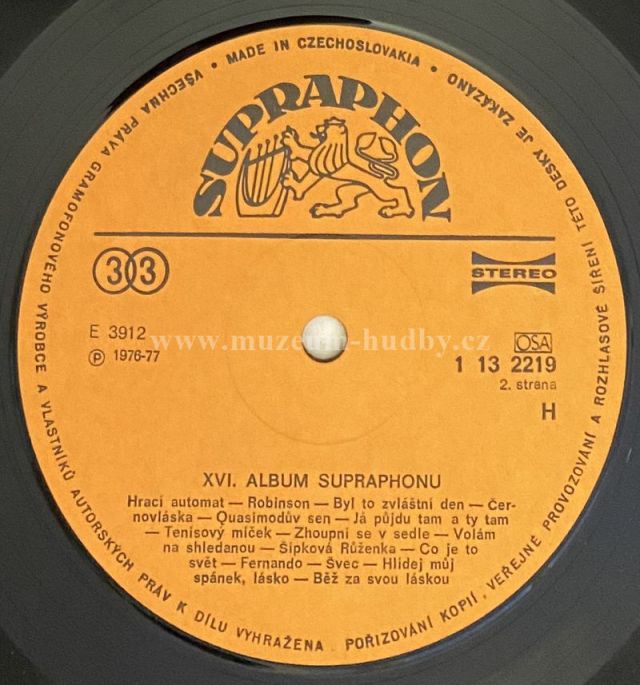 VŠECHNA PRÁVA GRAMOFONOVÉHO VÝROBCE A VLASTNÍKŮ AUTORSKÝCH PRÁV K DÍLU VYHRAŽENA. POŘIZOVÁNÍ KOPIÍ, VEŘEJNÉ PROVOZOVÁNÍ A ROZHLASOVÉ ŠÍŘENÍ TÉTO DESKY JE ZAKÁZÁNO • MADE IN CZECHOSLOVAKIA •
SUPRAPHON
33
STEREO
E 3912
www.muzeum-hudby.cz
Ⓟ 1976-77
OSA
1 13 2219
2. strana
H
XVI. ALBUM SUPRAPHONU
Hrací automat — Robinson — Byl to zvláštní den — Čer-
novláska — Quasimodův sen — Já půjdu tam a ty tam
— Tenisový míček — Zhoupni se v sedle — Volám
na shledanou — Šípková Růženka — Co je to
svět — Fernando — Švec — Hlídej můj
spánek, lásko — Běž za svou láskou